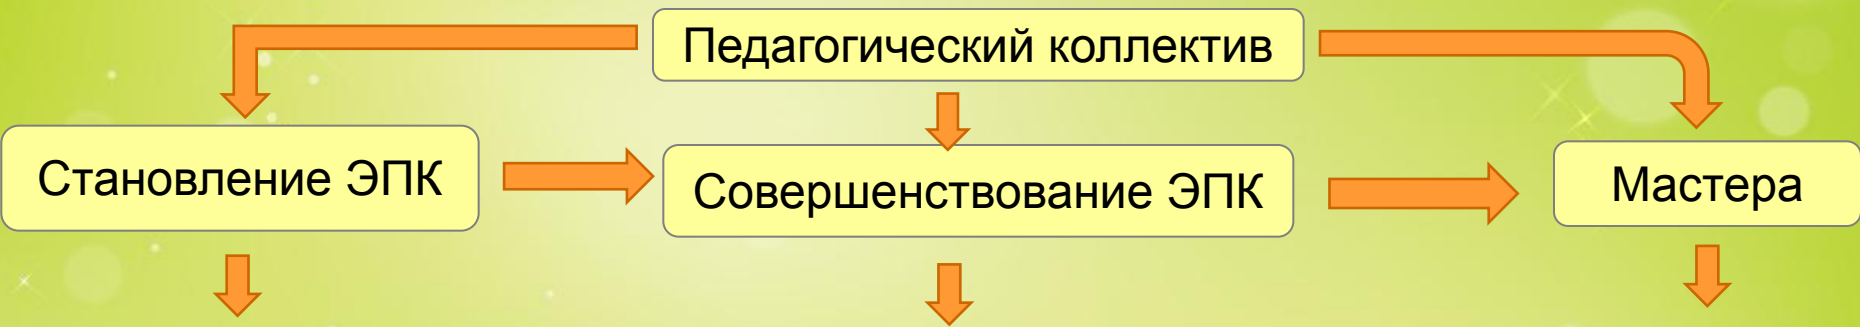 Педагогический коллектив
Становление ЭПК
Совершенствование ЭПК
Мастера